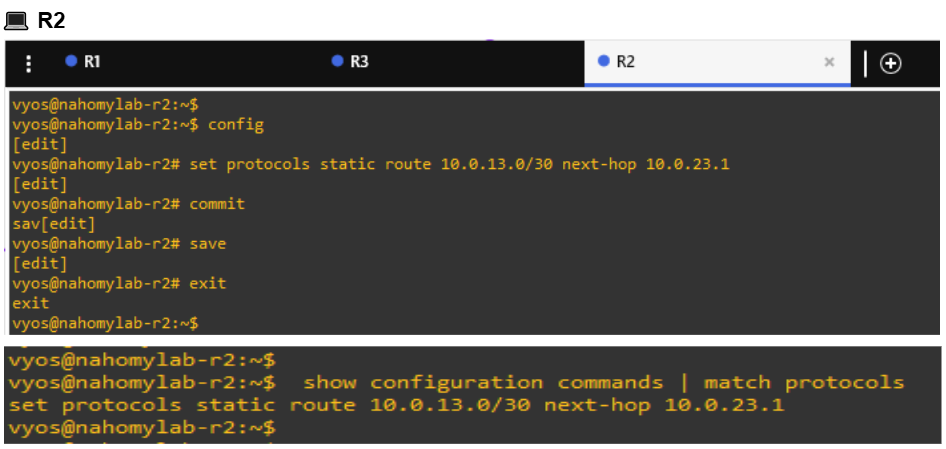 R2
R1 R3 R2 ×
vyos@nahomylab-r2:~$
vyos@nahomylab-r2:~$ config
[edit]
vyos@nahomylab-r2# set protocols static route 10.0.13.0/30 next-hop 10.0.23.1
[edit]
vyos@nahomylab-r2# commit
sav[edit]
vyos@nahomylab-r2# save
[edit]
vyos@nahomylab-r2# exit
exit
vyos@nahomylab-r2:~$
vyos@nahomylab-r2:~$
vyos@nahomylab-r2:~$  show configuration commands | match protocols
set protocols static route 10.0.13.0/30 next-hop 10.0.23.1
vyos@nahomylab-r2:~$